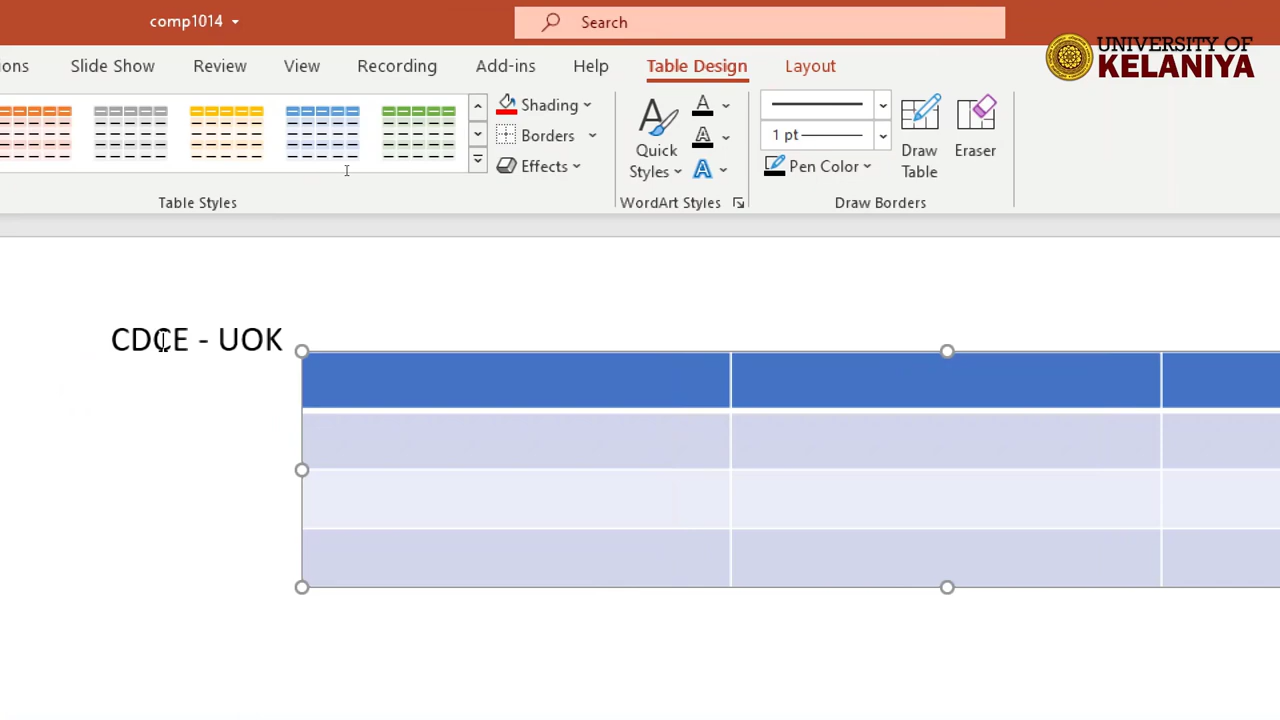 comp1014
Search
UNIVERSITY OF
KELANIYA
ons
Slide Show
Review
View
Recording
Add-ins
Help
Table Design
Layout
Shading
Borders
Effects
Quick
Styles
A
A
A
1 pt
Pen Color
Draw
Table
Eraser
Table Styles
WordArt Styles
Draw Borders
CDCE - UOK